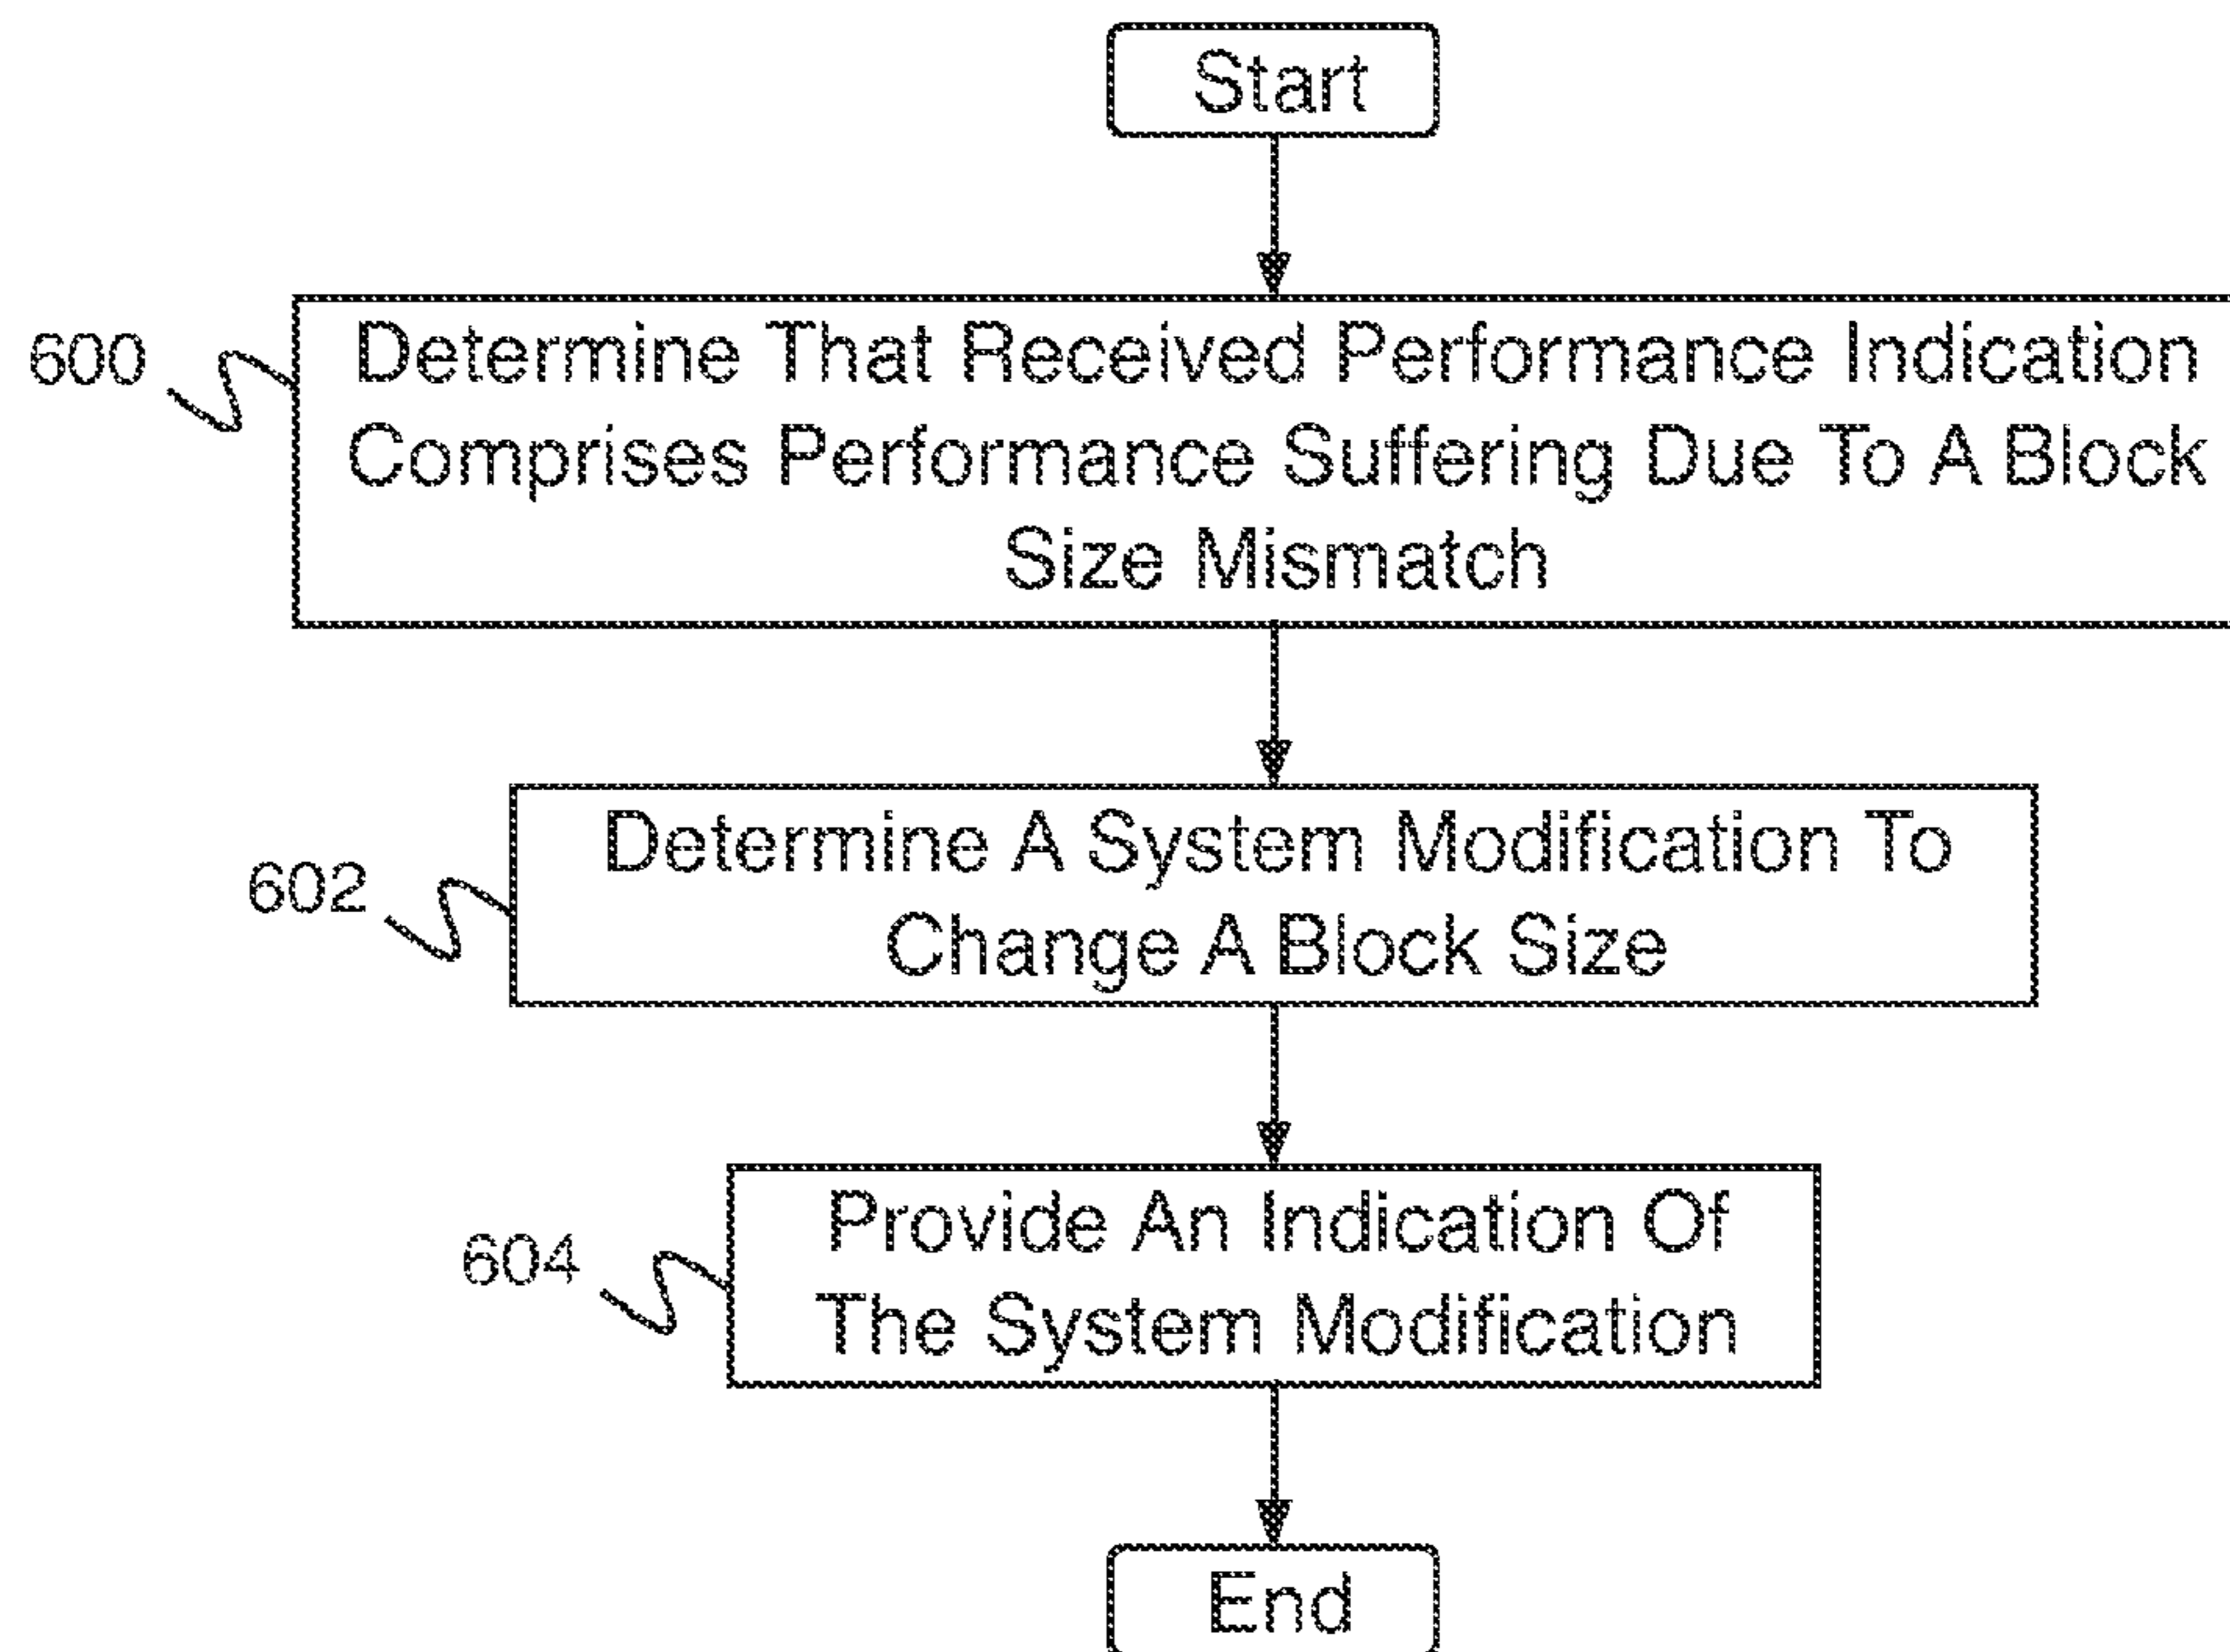 Start
600
Determine That Received Performance Indication
Comprises Performance Suffering Due To A Block
Size Mismatch
602
Determine A System Modification To
Change A Block Size
604
Provide An Indication Of
The System Modification
End